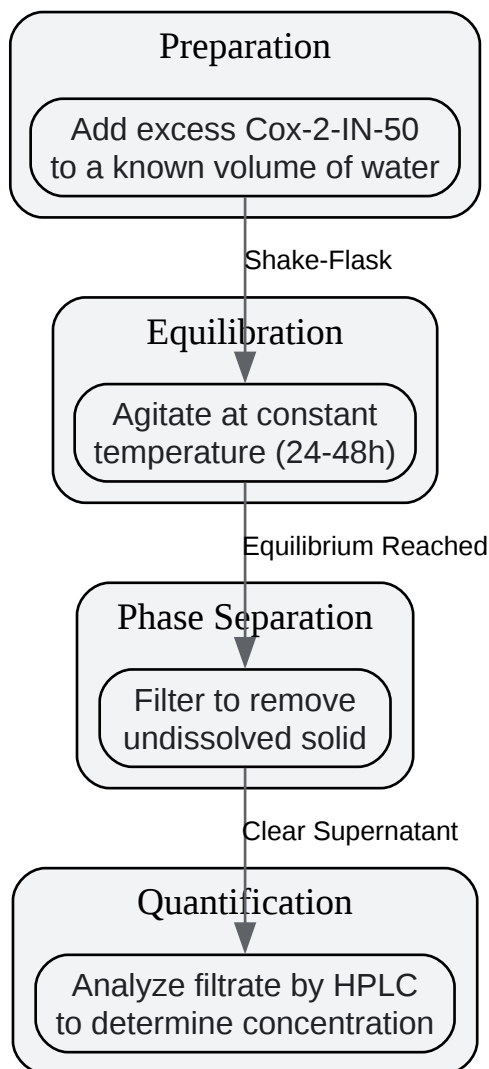 Preparation
Add excess Cox-2-IN-50
to a known volume of water
Shake-Flask
Equilibration
Agitate at constant
temperature (24-48h)
Equilibrium Reached
Phase Separation
Filter to remove
undissolved solid
Clear Supernatant
Quantification
Analyze filtrate by HPLC
to determine concentration